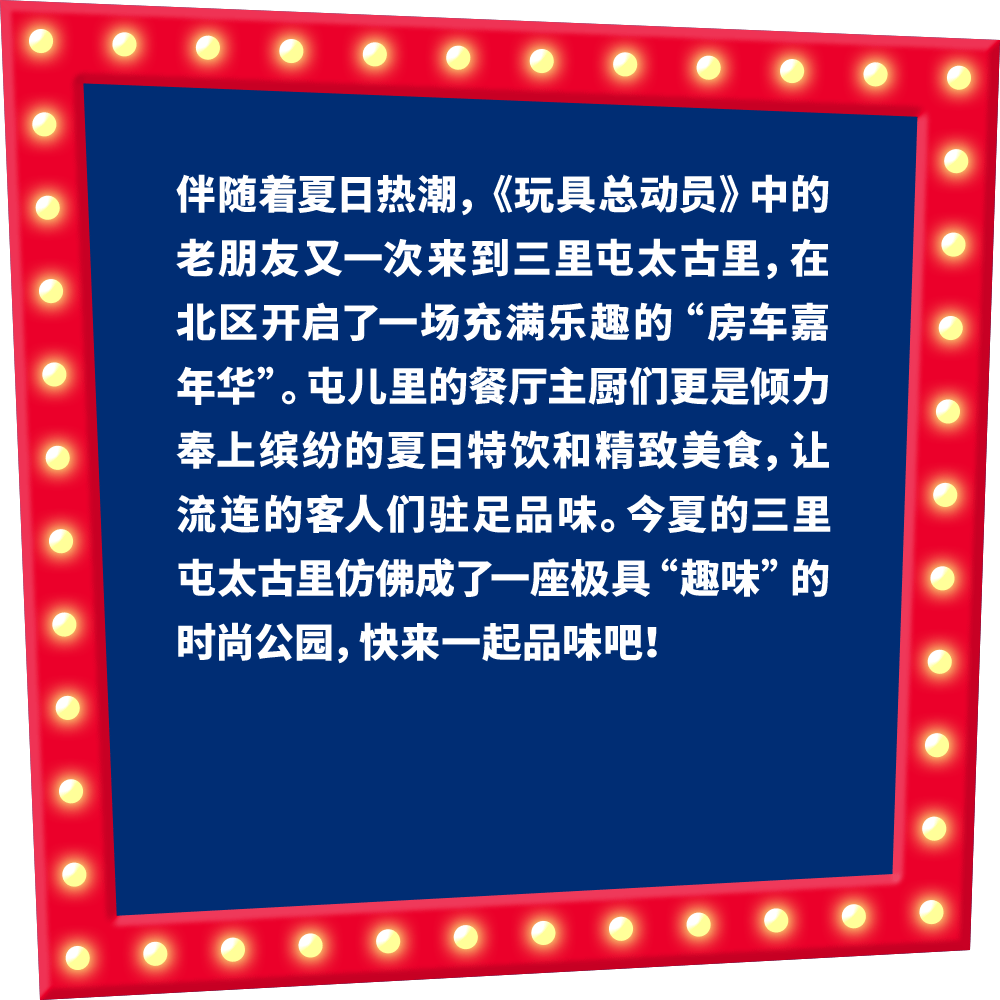 伴随着夏日热潮，《玩具总动员》中的
老朋友又一次来到三里屯太古里，在
北区开启了一场充满乐趣的“房车嘉
年华”。屯儿里的餐厅主厨们更是倾力
奉上缤纷的夏日特饮和精致美食，让
流连的客人们驻足品味。今夏的三里
屯太古里仿佛成了一座极具“趣味”的
时尚公园，快来一起品味吧！